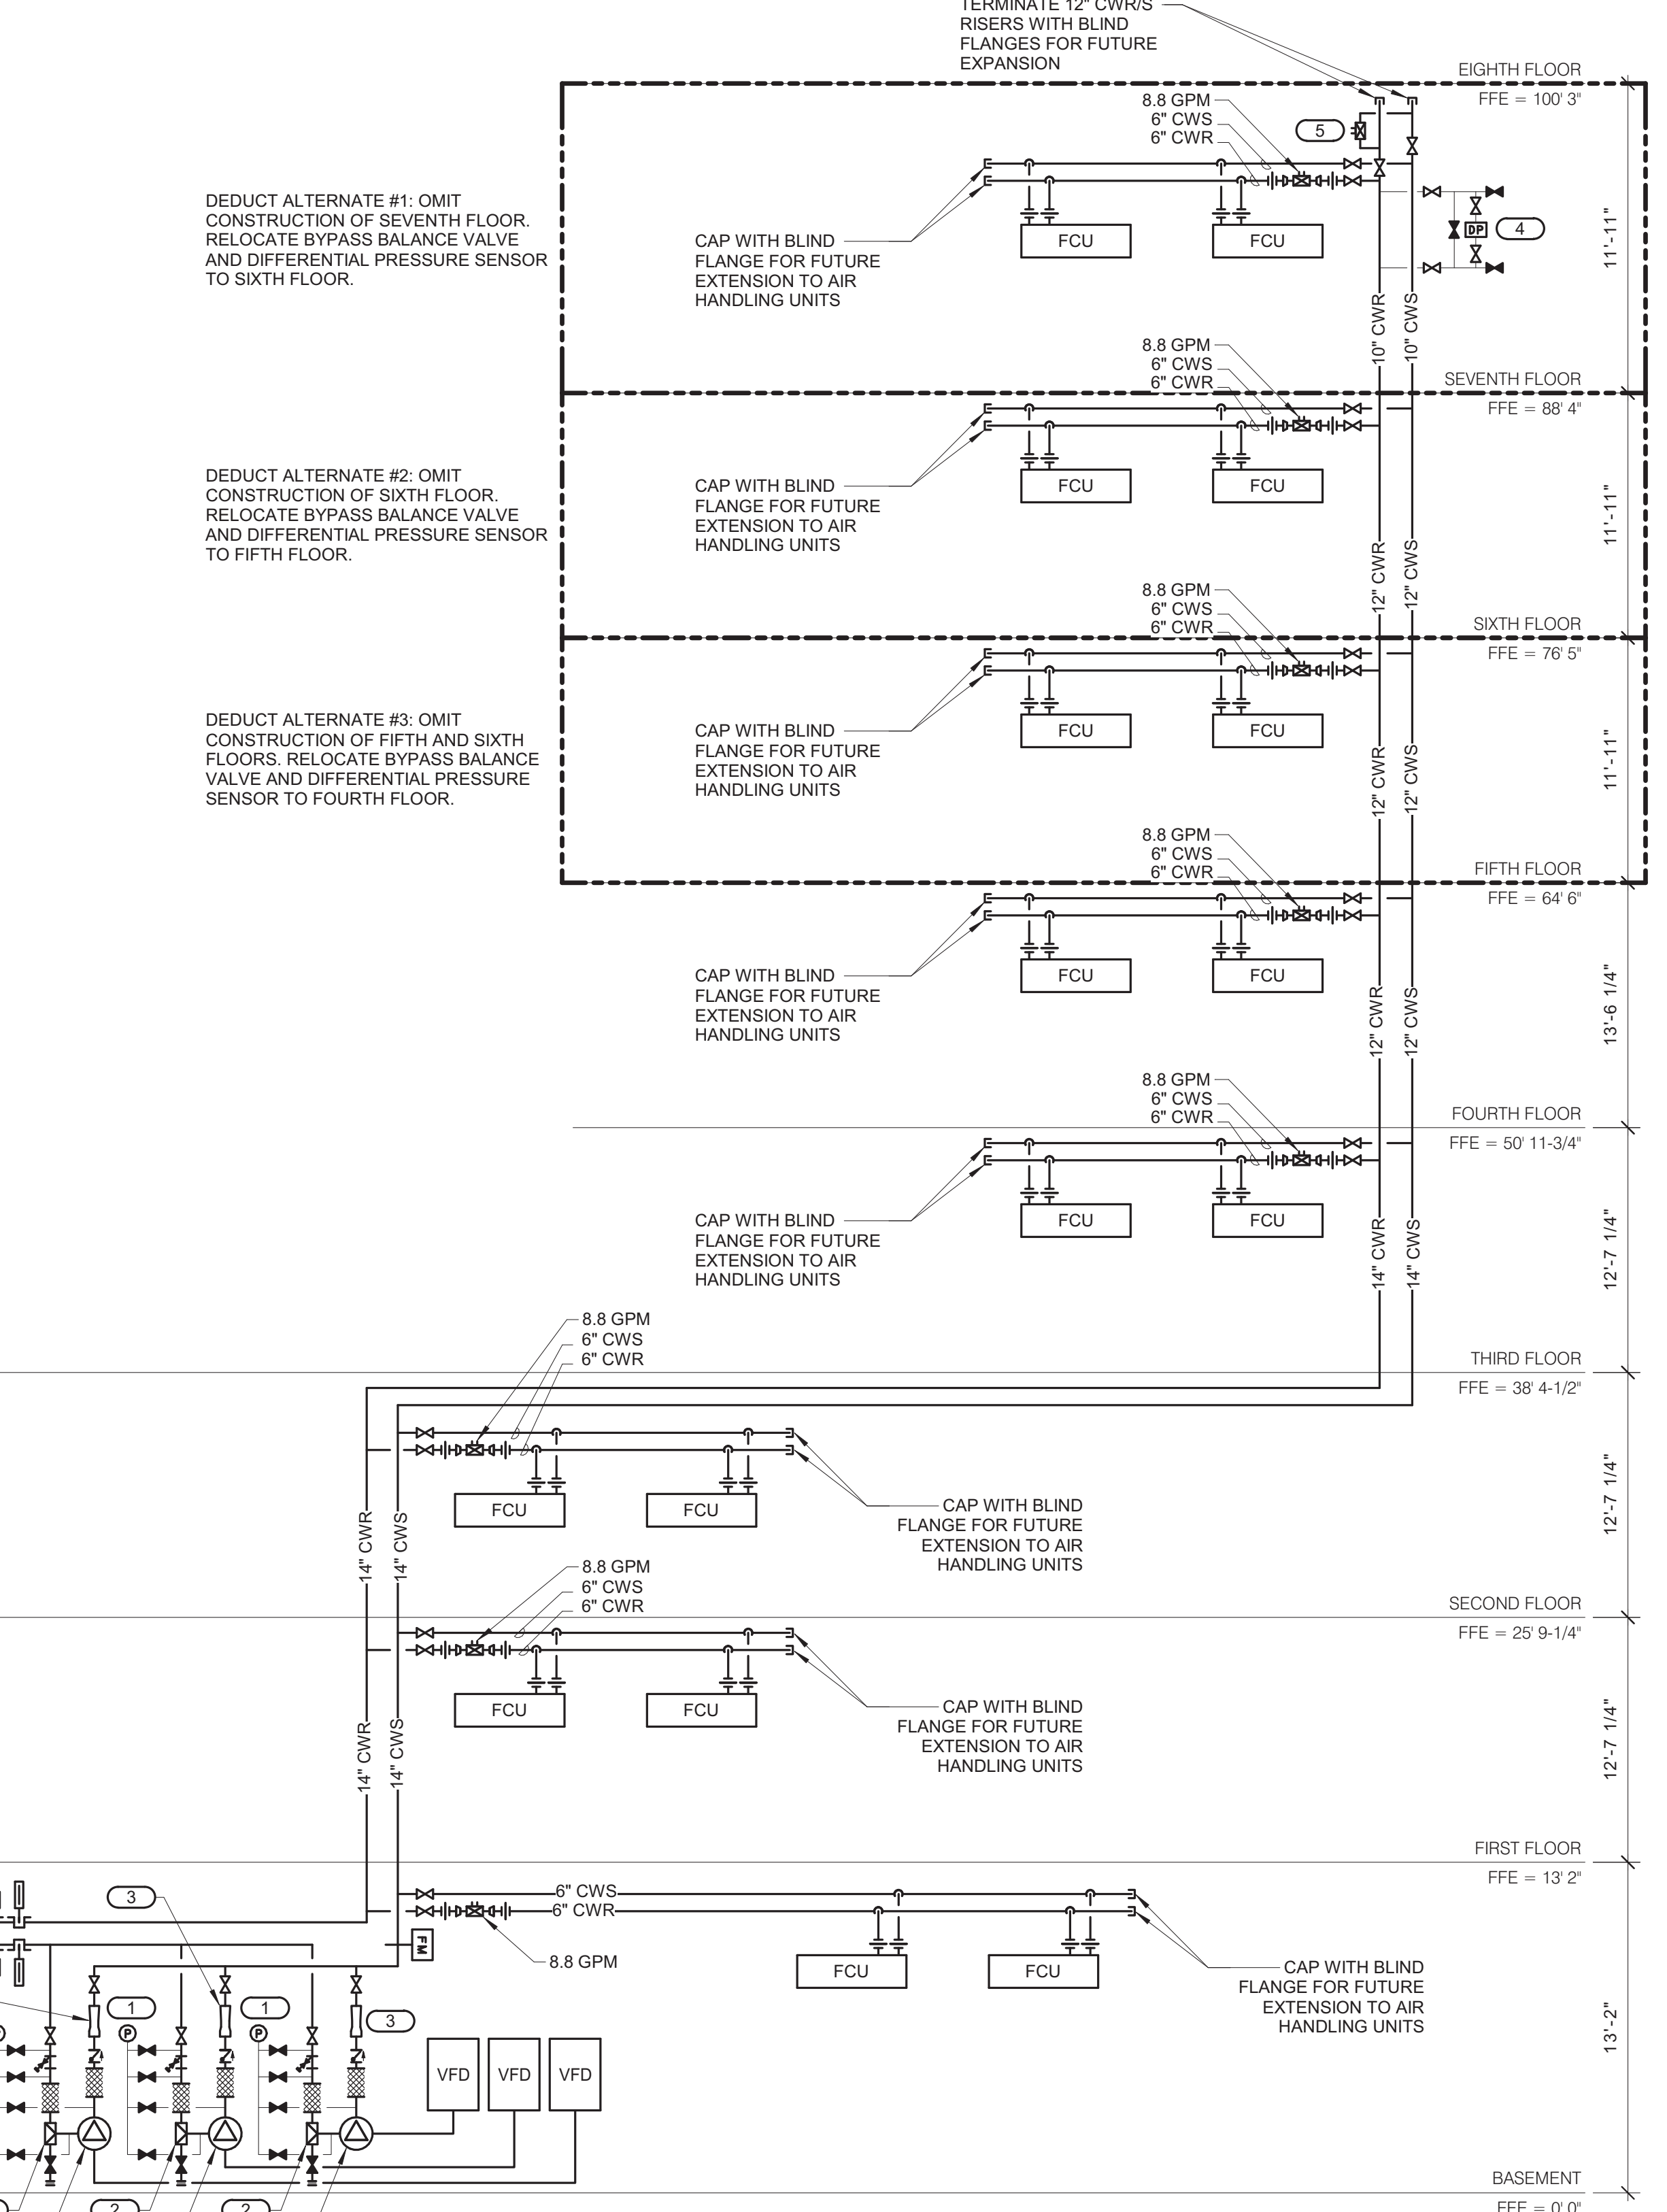 TERMINATE 12" CWR/S
RISERS WITH BLIND
FLANGES FOR FUTURE
EXPANSION
EIGHTH FLOOR
FFE = 100' 3"
8.8 GPM
6" CWS
6" CWR
5
DEDUCT ALTERNATE #1: OMIT
CONSTRUCTION OF SEVENTH FLOOR.
RELOCATE BYPASS BALANCE VALVE
AND DIFFERENTIAL PRESSURE SENSOR
TO SIXTH FLOOR.
CAP WITH BLIND
FLANGE FOR FUTURE
EXTENSION TO AIR
HANDLING UNITS
FCU
FCU
DP
4
11'-11"
10" CWR
10" CWS
8.8 GPM
6" CWS
6" CWR
SEVENTH FLOOR
FFE = 88' 4"
DEDUCT ALTERNATE #2: OMIT
CONSTRUCTION OF SIXTH FLOOR.
RELOCATE BYPASS BALANCE VALVE
AND DIFFERENTIAL PRESSURE SENSOR
TO FIFTH FLOOR.
CAP WITH BLIND
FLANGE FOR FUTURE
EXTENSION TO AIR
HANDLING UNITS
FCU
FCU
11'-11"
12" CWR
12" CWS
8.8 GPM
6" CWS
6" CWR
SIXTH FLOOR
FFE = 76' 5"
DEDUCT ALTERNATE #3: OMIT
CONSTRUCTION OF FIFTH AND SIXTH
FLOORS. RELOCATE BYPASS BALANCE
VALVE AND DIFFERENTIAL PRESSURE
SENSOR TO FOURTH FLOOR.
CAP WITH BLIND
FLANGE FOR FUTURE
EXTENSION TO AIR
HANDLING UNITS
FCU
FCU
11'-11"
12" CWR
12" CWS
8.8 GPM
6" CWS
6" CWR
FIFTH FLOOR
FFE = 64' 6"
CAP WITH BLIND
FLANGE FOR FUTURE
EXTENSION TO AIR
HANDLING UNITS
FCU
FCU
13'-6 1/4"
12" CWR
12" CWS
8.8 GPM
6" CWS
6" CWR
FOURTH FLOOR
FFE = 50' 11-3/4"
CAP WITH BLIND
FLANGE FOR FUTURE
EXTENSION TO AIR
HANDLING UNITS
FCU
FCU
12'-7 1/4"
14" CWR
14" CWS
8.8 GPM
6" CWS
6" CWR
THIRD FLOOR
FFE = 38' 4-1/2"
FCU
FCU
CAP WITH BLIND
FLANGE FOR FUTURE
EXTENSION TO AIR
HANDLING UNITS
12'-7 1/4"
14" CWR
14" CWS
8.8 GPM
6" CWS
6" CWR
SECOND FLOOR
FFE = 25' 9-1/4"
FCU
FCU
CAP WITH BLIND
FLANGE FOR FUTURE
EXTENSION TO AIR
HANDLING UNITS
12'-7 1/4"
14" CWR
14" CWS
FIRST FLOOR
FFE = 13' 2"
3
6" CWS
6" CWR
FM
8.8 GPM
FCU
FCU
CAP WITH BLIND
FLANGE FOR FUTURE
EXTENSION TO AIR
HANDLING UNITS
13'-2"
1
1
3
P
P
VFD
VFD
VFD
BASEMENT
FFE = 0' 0"
2
2